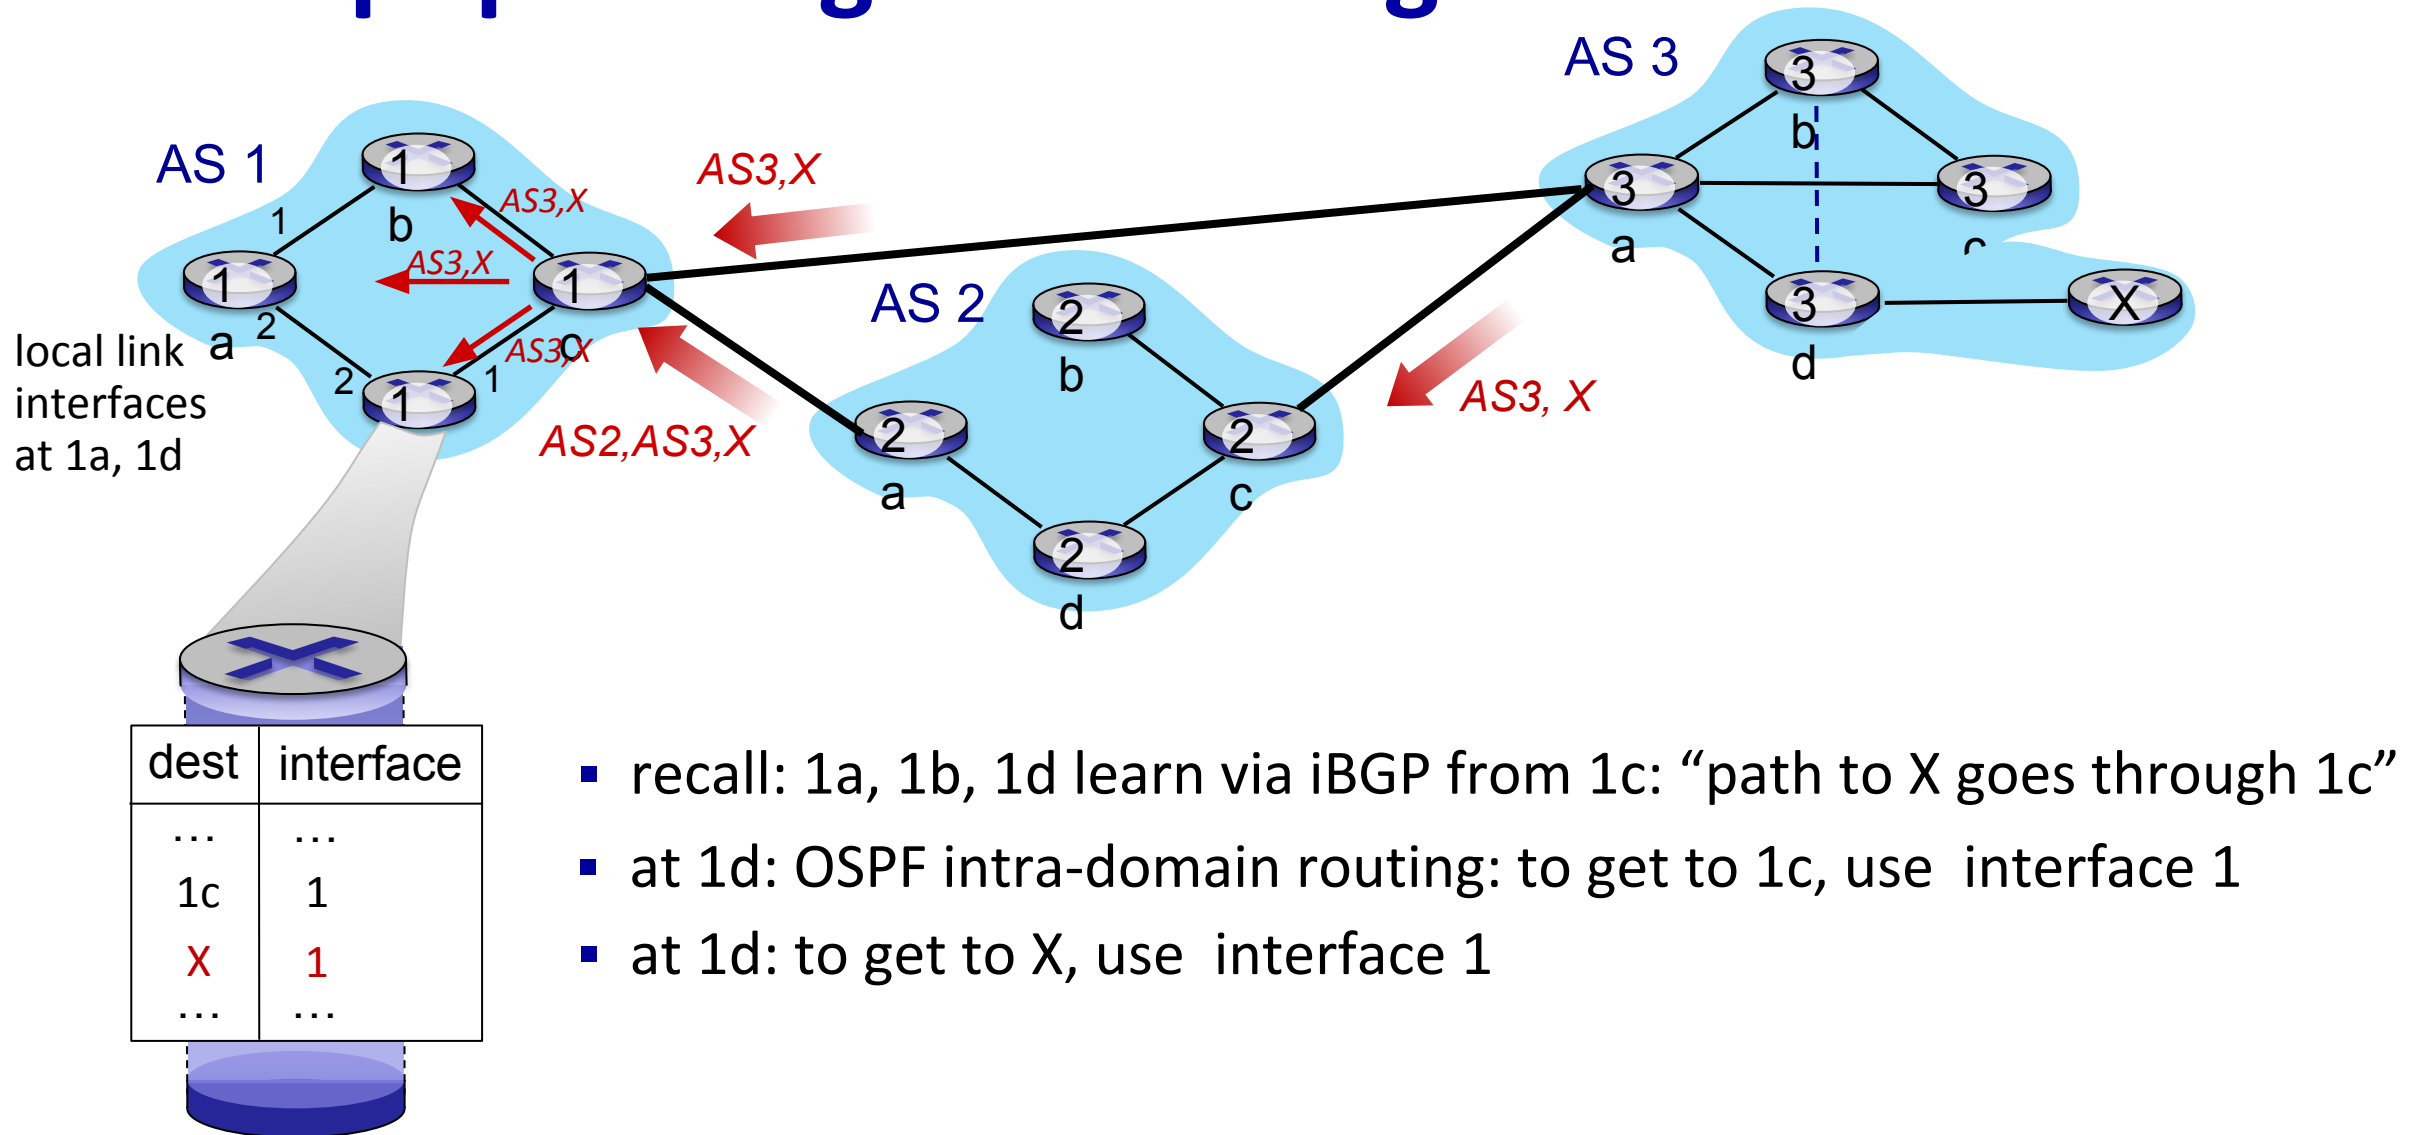 AS 3
3
b
AS 1
1
b
AS3,X
AS3,X
3
a
3
1
AS3,X
1
a
2
1
c
AS 2
2
b
3
d
X
local link
interfaces
at 1a, 1d
AS3,X
2
1
1
AS2,AS3,X
AS3, X
2
a
2
c
2
d
dest interface
... ...
1c 1
X 1
... ...
▪ recall: 1a, 1b, 1d learn via iBGP from 1c: “path to X goes through 1c”
▪ at 1d: OSPF intra-domain routing: to get to 1c, use interface 1
▪ at 1d: to get to X, use interface 1